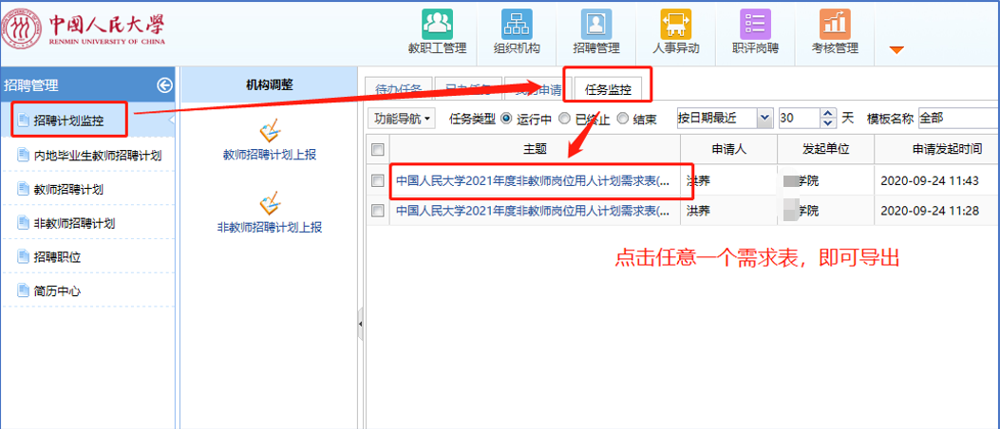 中国人民大学
RENMIN UNIVERSITY OF CHINA
教职工管理 组织机构 招聘管理 人事异动 职评岗聘 考核管理
招聘管理
招聘计划监控
内地毕业生教师招聘计划
教师招聘计划
非教师招聘计划
招聘职位
简历中心
机构调整
教师招聘计划上报
非教师招聘计划上报
待办任务 已办任务 我的申请 任务监控
功能导航 任务类型 运行中 已终止 结束 按日期最近 30 天 模板名称 全部
主题 申请人 发起单位 申请发起时间
中国人民大学2021年度非教师岗位用人计划需求表(... 洪荞 学院 2020-09-24 11:43
中国人民大学2021年度非教师岗位用人计划需求表(... 洪荞 学院 2020-09-24 11:28
点击任意一个需求表，即可导出